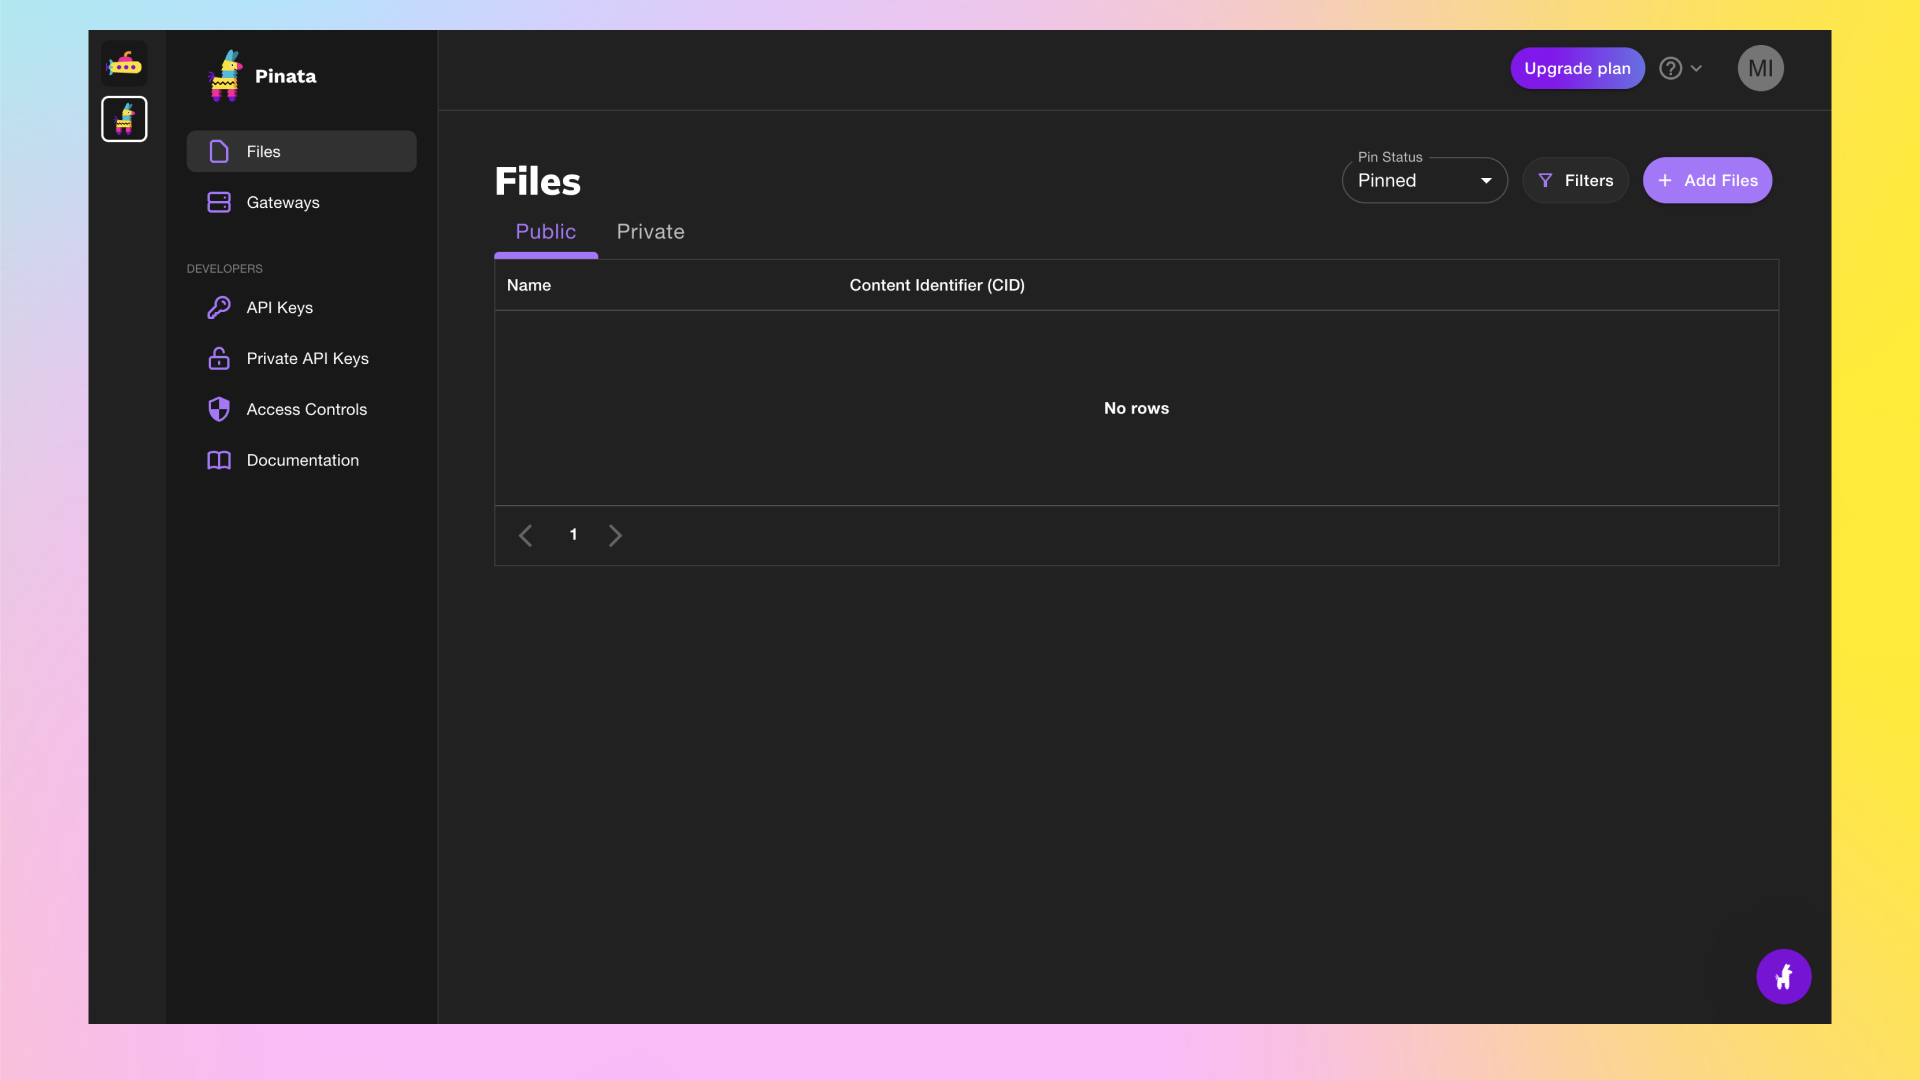 Pinata
Upgrade plan
MI
Files
Gateways
DEVELOPERS
API Keys
Private API Keys
Access Controls
Documentation
Files
Pin Status
Pinned
Filters
+ Add Files
Public Private
Name Content Identifier (CID)
No rows
1